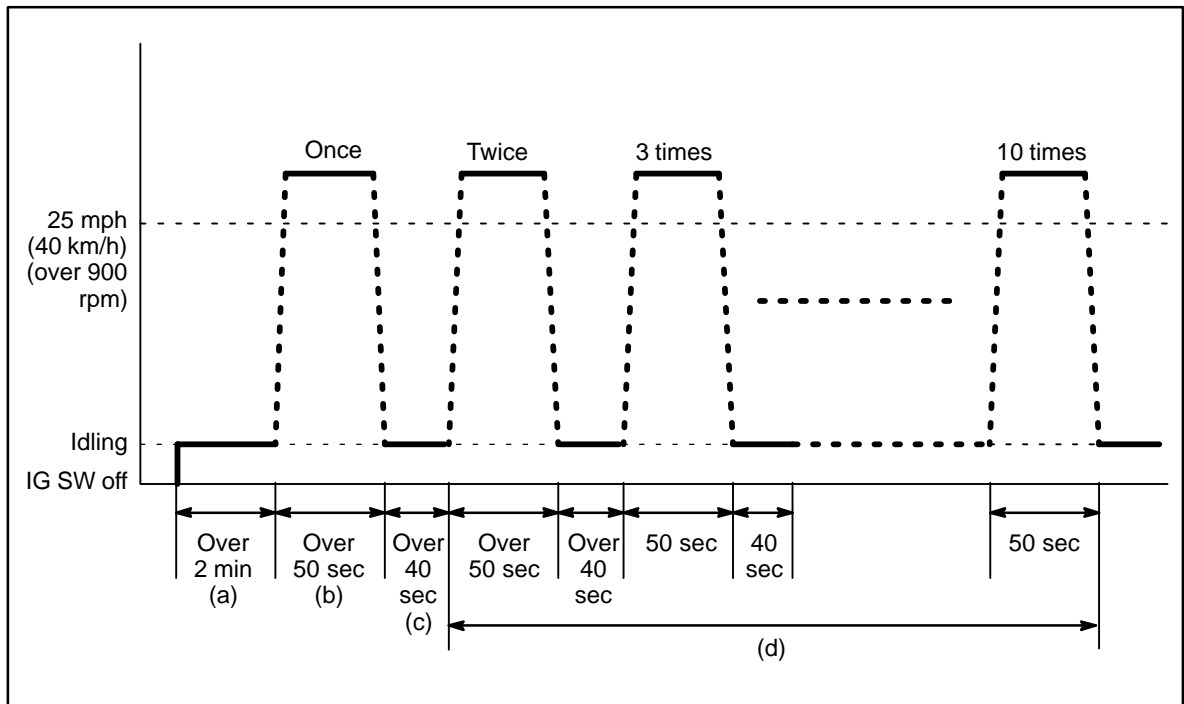 Once
Twice
3 times
10 times
25 mph
(40 km/h)
(over 900
rpm)
Idling
IG SW off
Over
2 min
(a)
Over
50 sec
(b)
Over
40
sec
(c)
Over
50 sec
Over
40
sec
50 sec
40
sec
50 sec
(d)